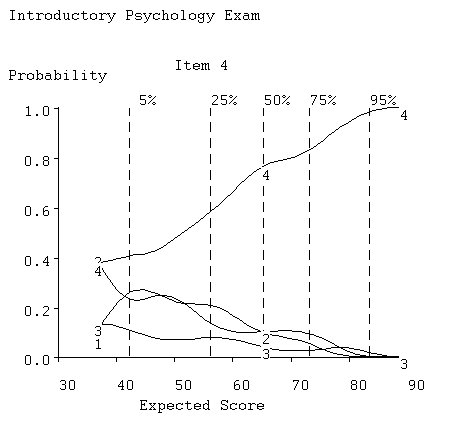 Introductory Psychology Exam
Item 4
Probability
5% 25% 50% 75% 95%
1.0
4
0.8
4
0.6
0.4
2
4
0.2
3
2
1
3
0.0
3
30 40 50 60 70 80 90
Expected Score